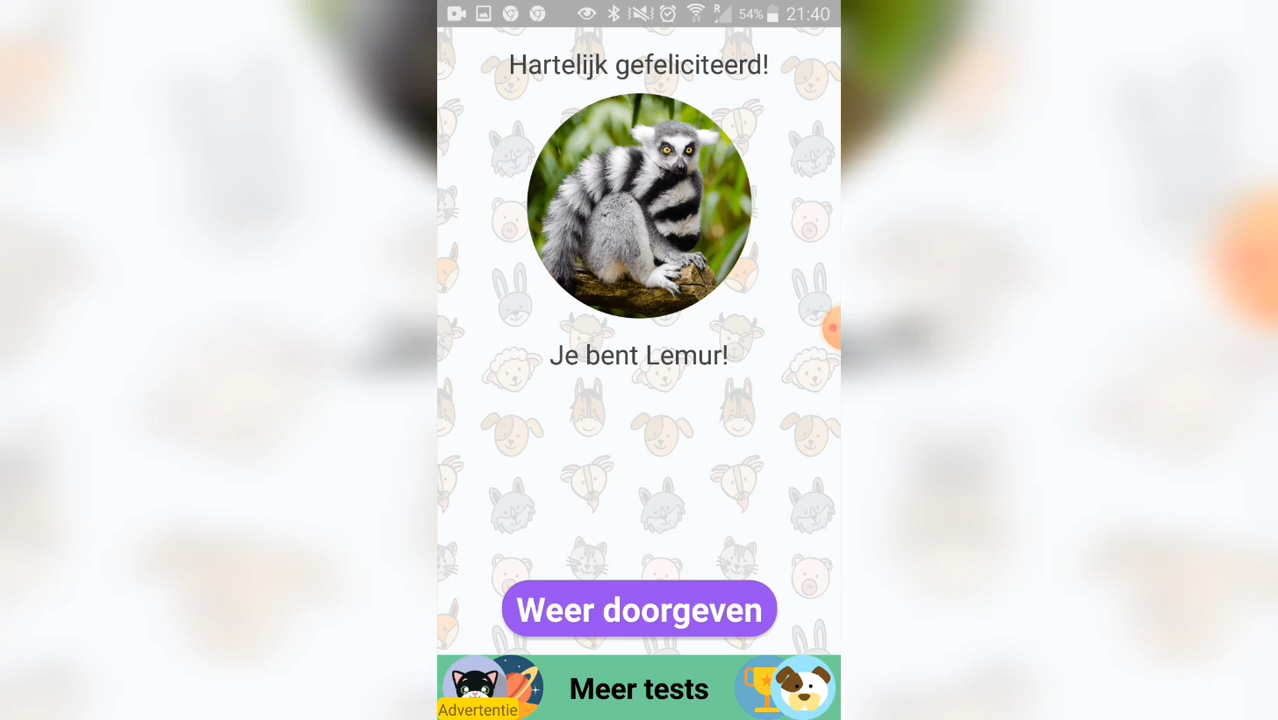 54% 21:40
Hartelijk gefeliciteerd!
Je bent Lemur!
Weer doorgeven
Meer tests
Advertentie